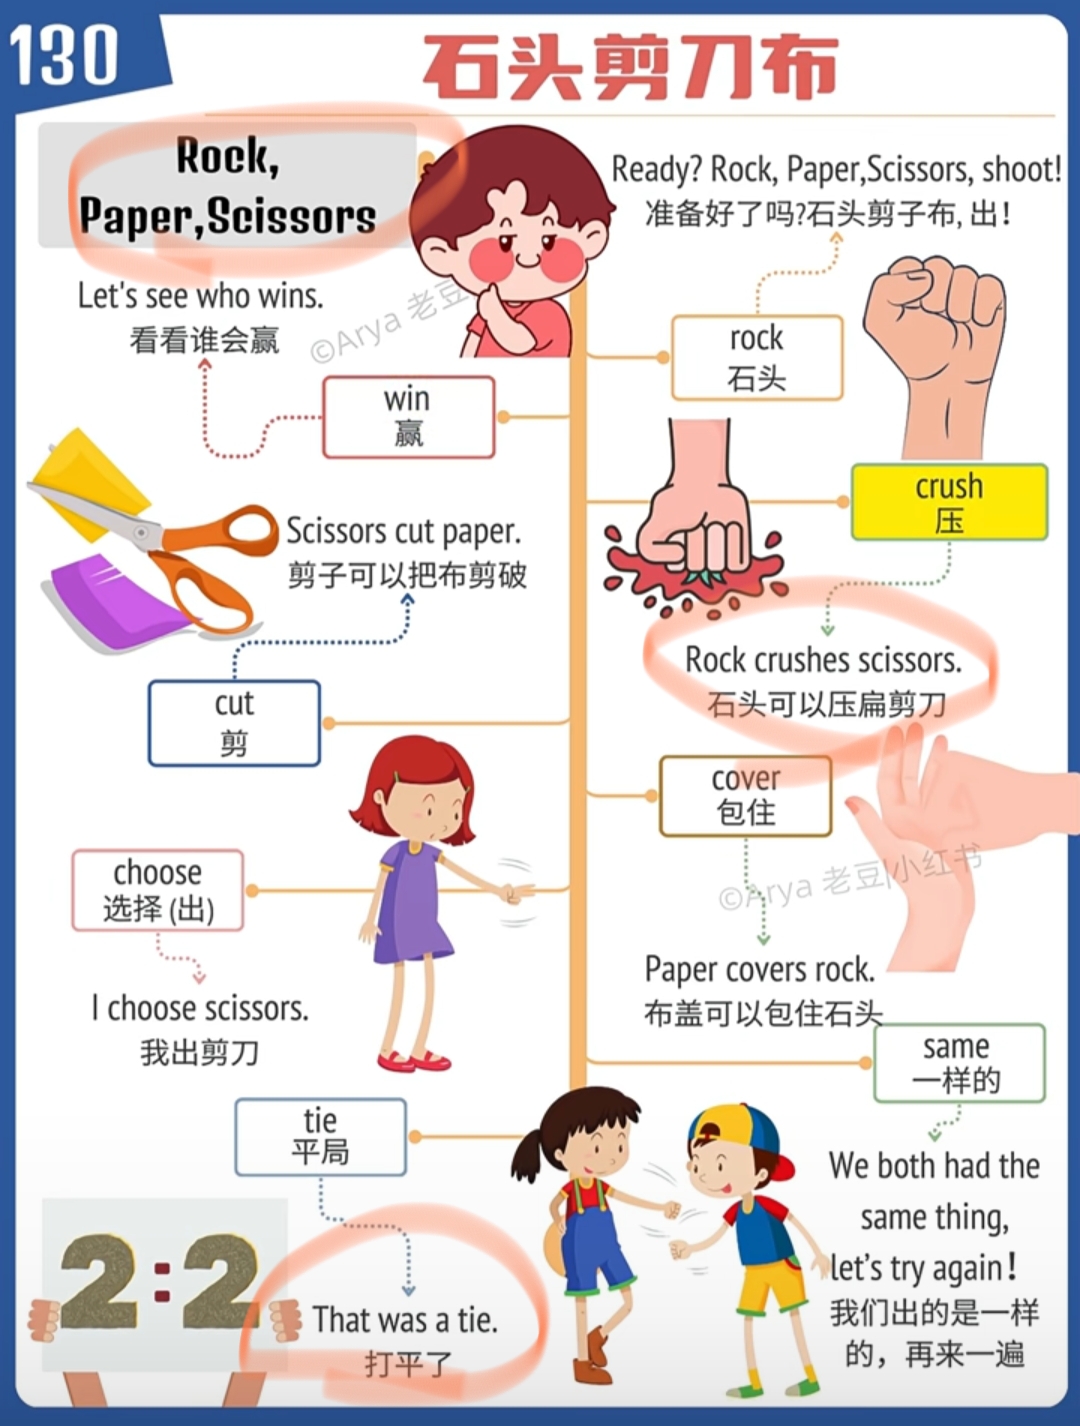 130
石头剪刀布
Rock,
Paper,Scissors
Ready? Rock, Paper,Scissors, shoot!
准备好了吗?石头剪子布, 出!
Let's see who wins.
看看谁会赢
©Arya 老豆
rock
石头
win
赢
crush
压
Scissors cut paper.
剪子可以把布剪破
Rock crushes scissors.
石头可以压扁剪刀
cut
剪
cover
包住
choose
选择 (出)
©Arya 老豆|小红书
Paper covers rock.
布盖可以包住石头
I choose scissors.
我出剪刀
same
一样的
tie
平局
We both had the
same thing,
let's try again!
我们出的是一样
的，再来一遍
2:2
That was a tie.
打平了